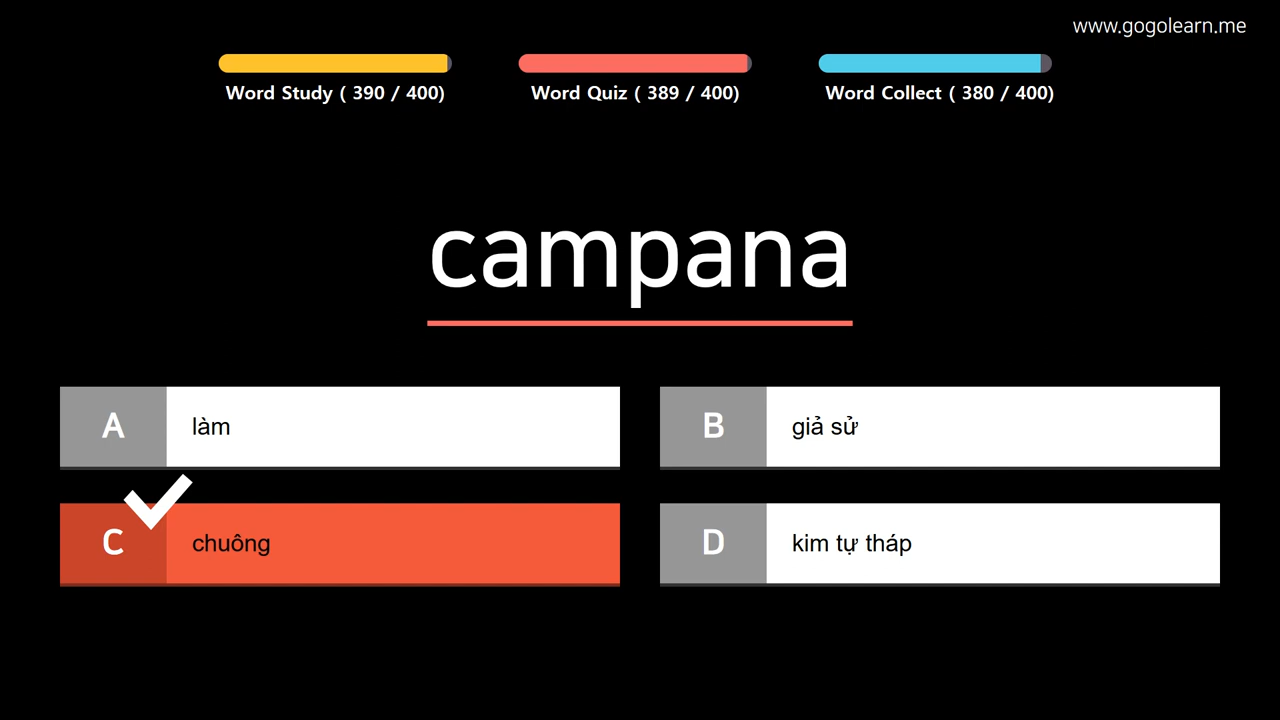 www.gogolearn.me
Word Study ( 390 / 400)
Word Quiz ( 389 / 400)
Word Collect ( 380 / 400)
campana
A làm
B giả sử
C chuông
D kim tự tháp